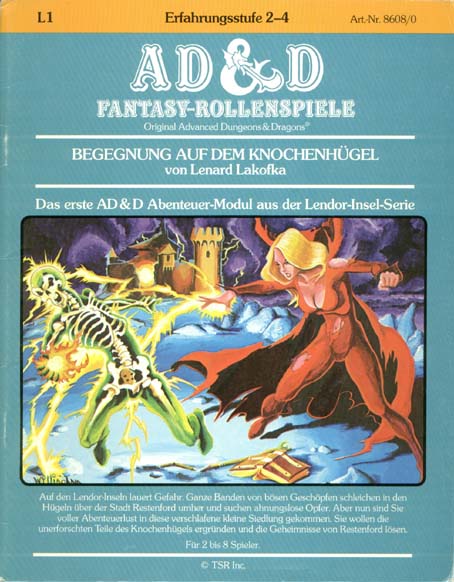 L1 Erfahrungsstufe 2–4 Art.-Nr. 8608/0
AD&D
FANTASY-ROLLENSPIELE
Original Advanced Dungeons & Dragons®
BEGEGNUNG AUF DEM KNOCHENHÜGEL
von Lenard Lakofka
Das erste AD & D Abenteuer-Modul aus der Lendor-Insel-Serie
Auf den Lendor-Inseln lauert Gefahr. Ganze Banden von bösen Geschöpfen schleichen in den
Hügeln über der Stadt Restenford umher und suchen ahnungslose Opfer. Aber nun sind Sie
voller Abenteuerlust in diese verschlafene kleine Siedlung gekommen. Sie wollen die
unerforschten Teile des Knochenhügels ergründen und die Geheimnisse von Restenford lösen.
Für 2 bis 8 Spieler.
© TSR Inc.